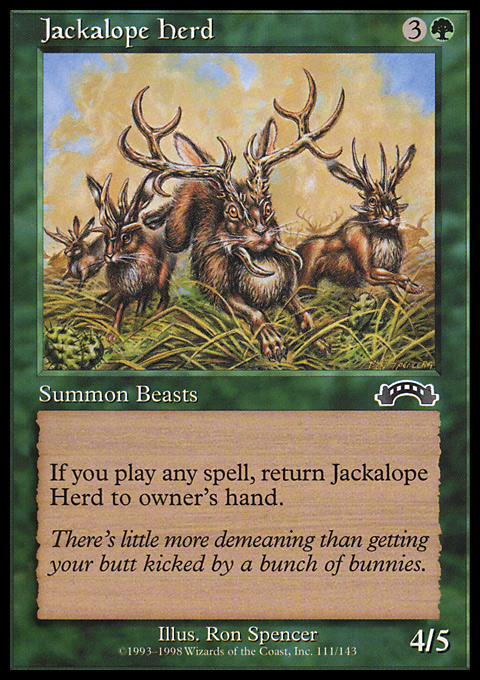 Jackalope Herd 3
Summon Beasts
If you play any spell, return Jackalope
Herd to owner's hand.
There's little more demeaning than getting
your butt kicked by a bunch of bunnies.
Illus. Ron Spencer
©1993-1998 Wizards of the Coast, Inc. 111/143
4/5